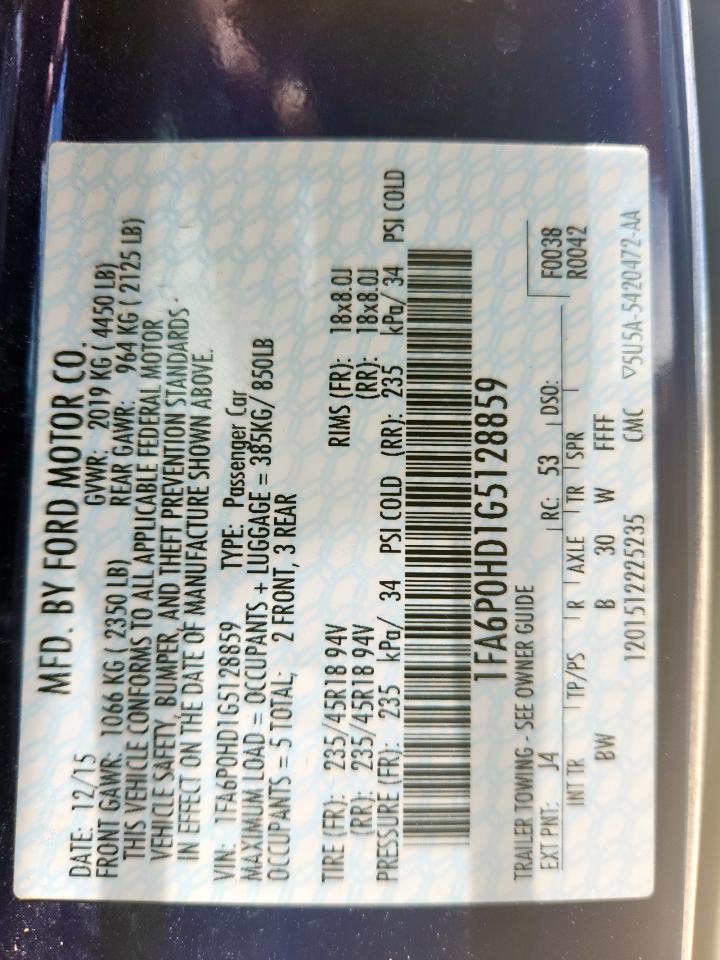 MFD. BY FORD MOTOR CO.
DATE: 12/15 GVWR: 2019 KG ( 4450 LB)
FRONT GAWR: 1066 KG ( 2350 LB) REAR GAWR: 964 KG ( 2125 LB)
THIS VEHICLE CONFORMS TO ALL APPLICABLE FEDERAL MOTOR
VEHICLE SAFETY, BUMPER, AND THEFT PREVENTION STANDARDS
IN EFFECT ON THE DATE OF MANUFACTURE SHOWN ABOVE.
VIN: 1FA6P0HD1G5128859 TYPE: Passenger Car
MAXIMUM LOAD = OCCUPANTS + LUGGAGE = 385KG/ 850LB
OCCUPANTS = 5 TOTAL; 2 FRONT, 3 REAR
TIRE (FR): 235/45R18 94V RIMS (FR): 18x8.0J
(RR): 235/45R18 94V (RR): 18x8.0J
PRESSURE (FR): 235 kPa/ 34 PSI COLD (RR): 235 kPa/ 34 PSI COLD
1FA6P0HD1G5128859
TRAILER TOWING - SEE OWNER GUIDE
F0038
EXT PNT: J4 RC: 53 DSO: R0042
INT TR TP/PS R AXLE TR SPR
BW B 30 W FFFF
1201512225235 CMC ▽5U5A-5420472-AA